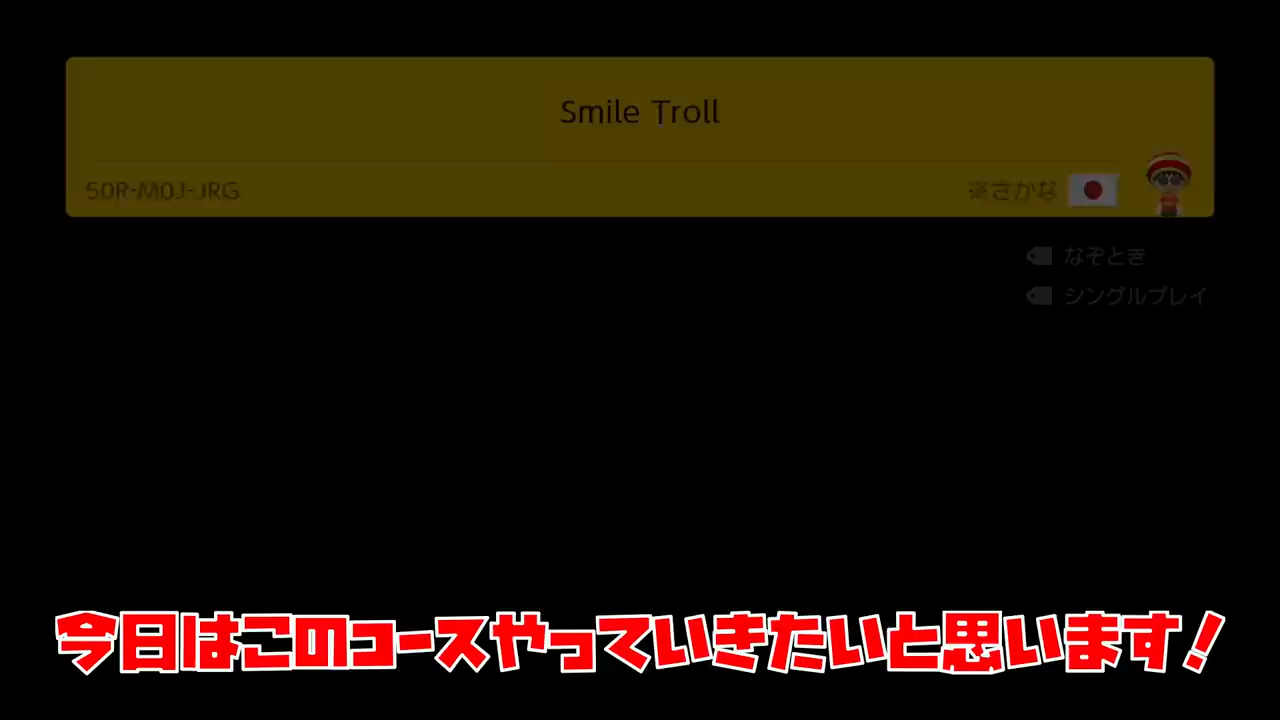 Smile Troll
50R-M0J-JRG
※さかな
なぞとき
シングルプレイ
今日はこのコースやっていきたいと思います！